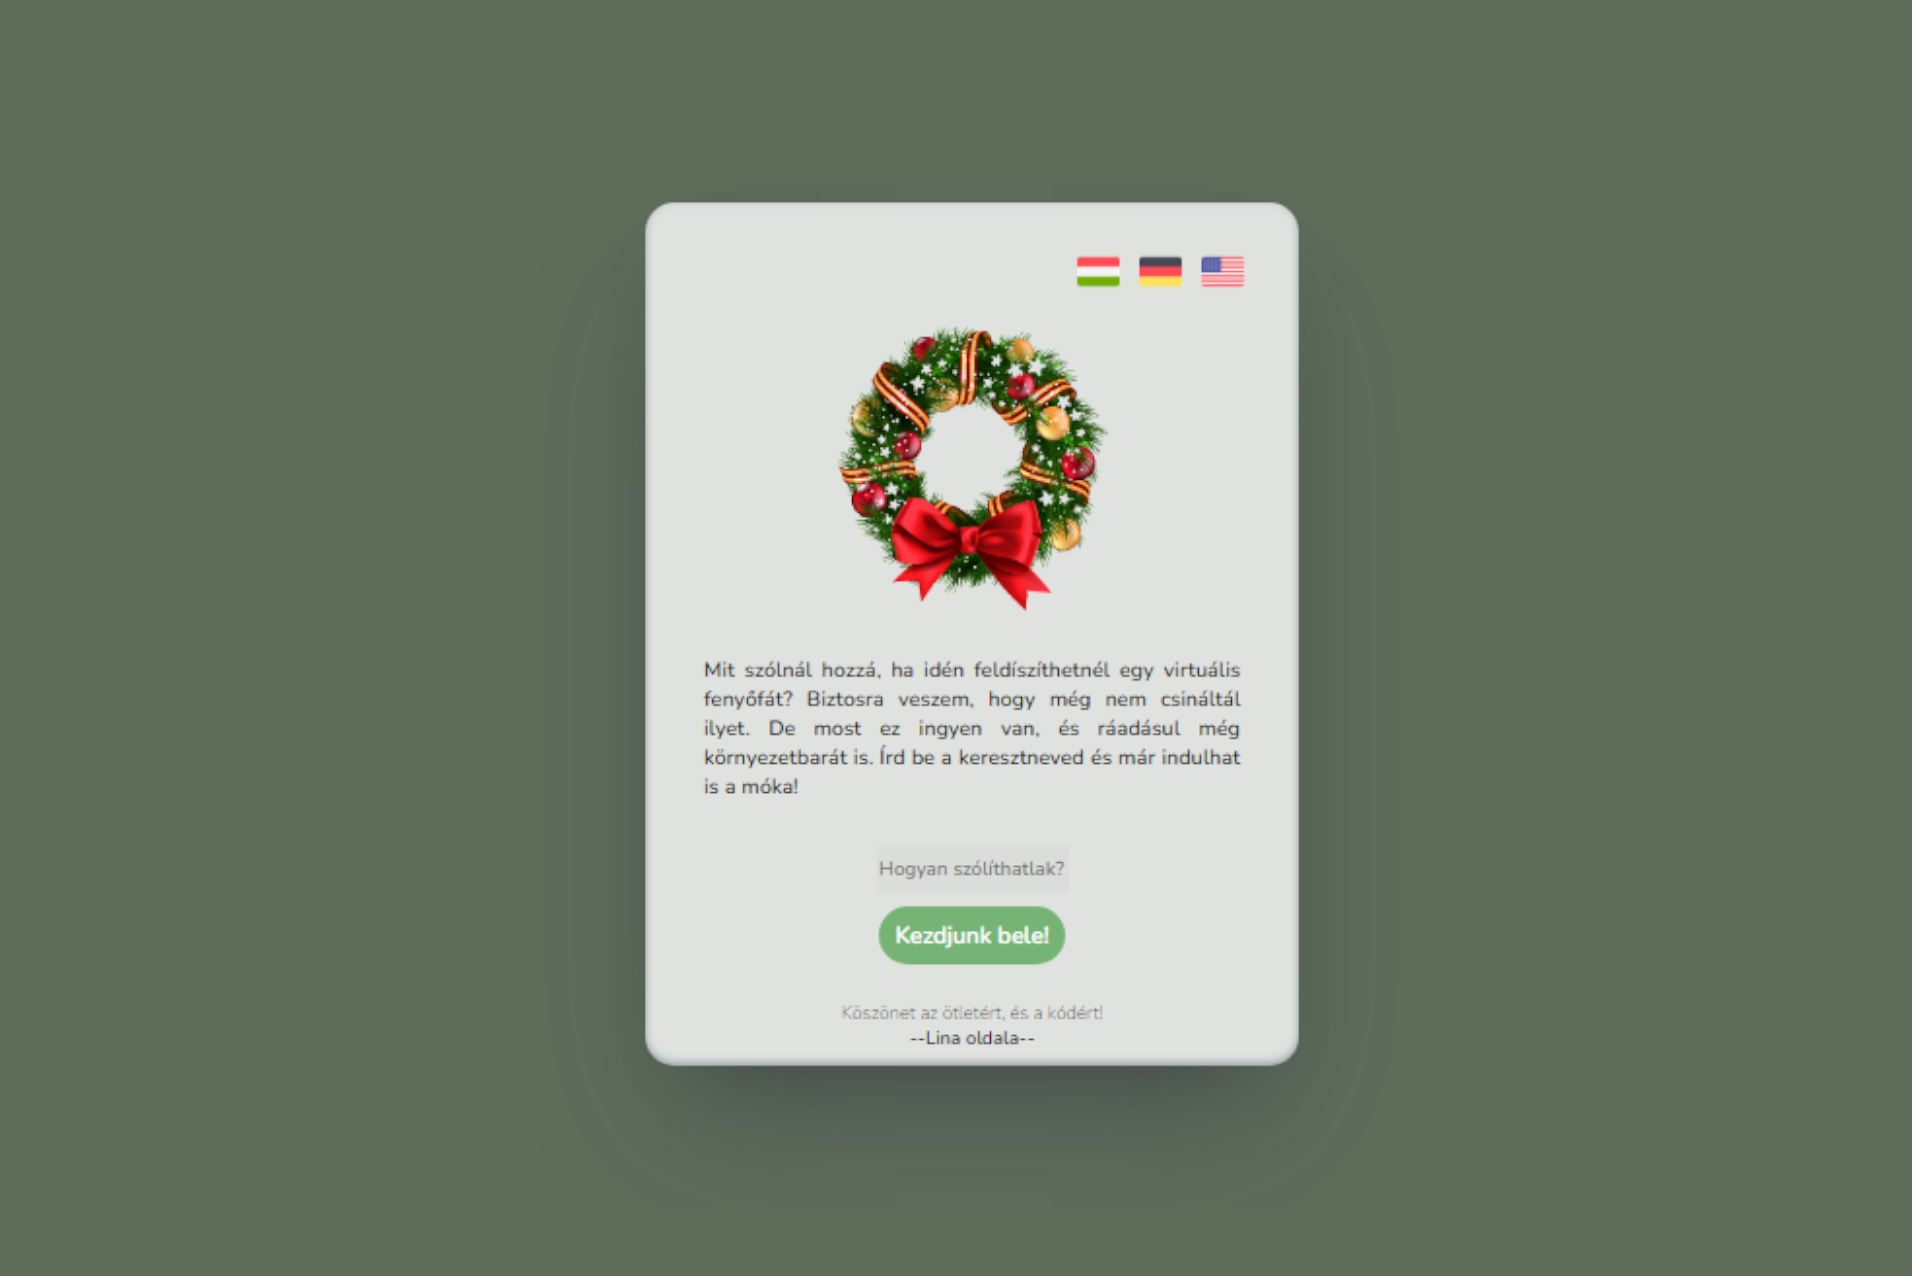 Mit szólnál hozzá, ha idén feldíszíthetnél egy virtuális
fenyőfát? Biztosra veszem, hogy még nem csináltál
ilyet. De most ez ingyen van, és ráadásul még
környezetbarát is. Írd be a keresztneved és már indulhat
is a móka!
Hogyan szólíthatlak?
Kezdjunk bele!
Köszönet az ötletért, és a kódért!
--Lina oldala--